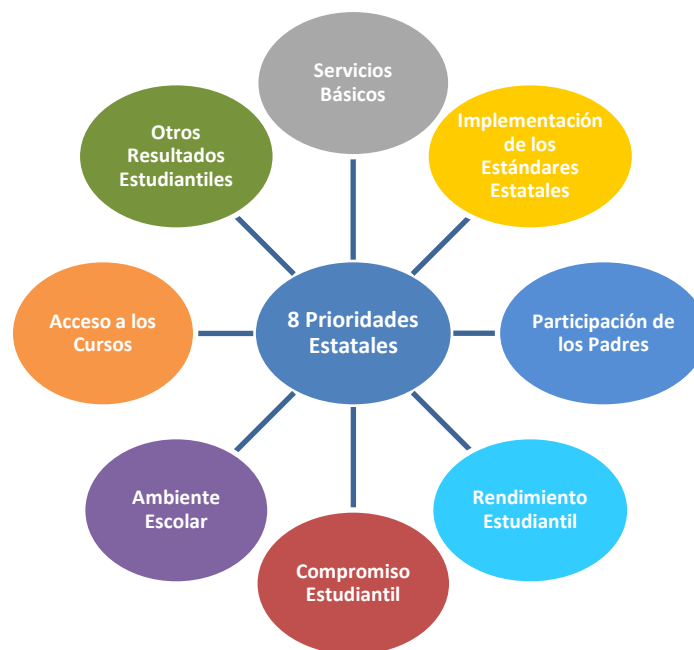 Servicios
Básicos
Implementación
de los
Estándares
Estatales
Participación de
los Padres
Rendimiento
Estudiantil
Compromiso
Estudiantil
Ambiente
Escolar
Acceso a los
Cursos
Otros
Resultados
Estudiantiles
8 Prioridades
Estatales